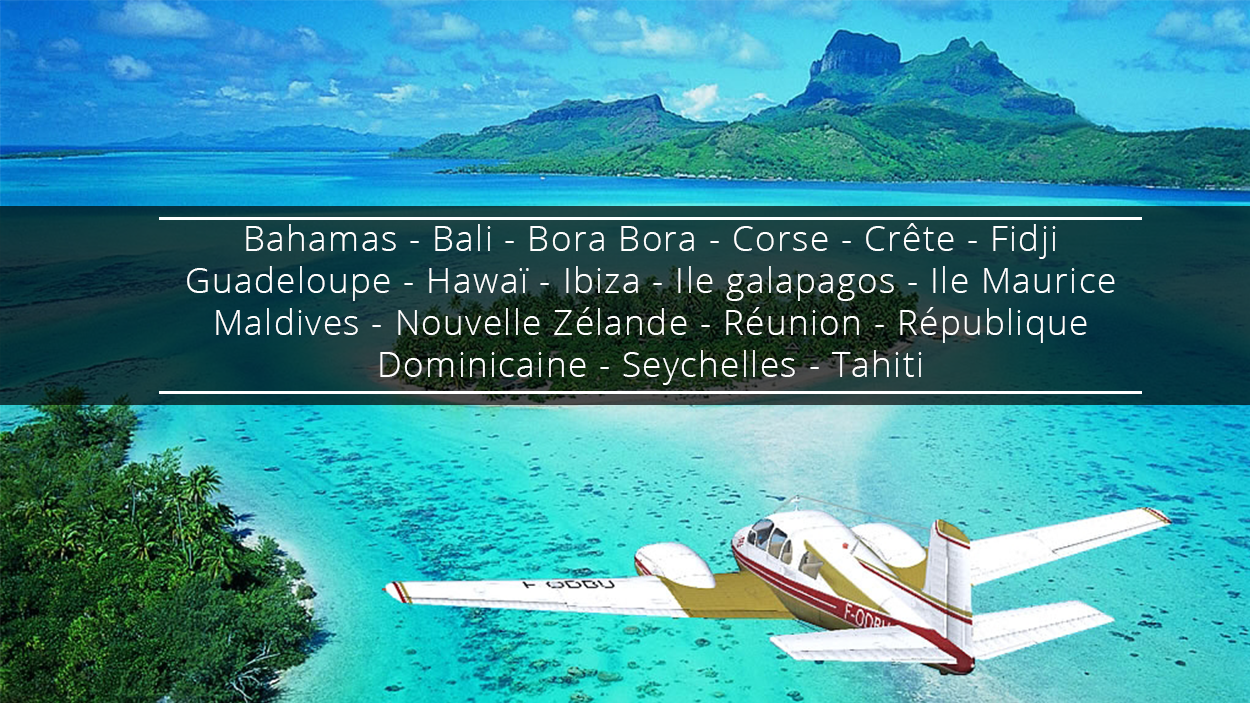 Bahamas - Bali - Bora Bora - Corse - Crête - Fidji
Guadeloupe - Hawaï - Ibiza - Ile galapagos - Ile Maurice
Maldives - Nouvelle Zélande - Réunion - République
Dominicaine - Seychelles - Tahiti
F-ODBU